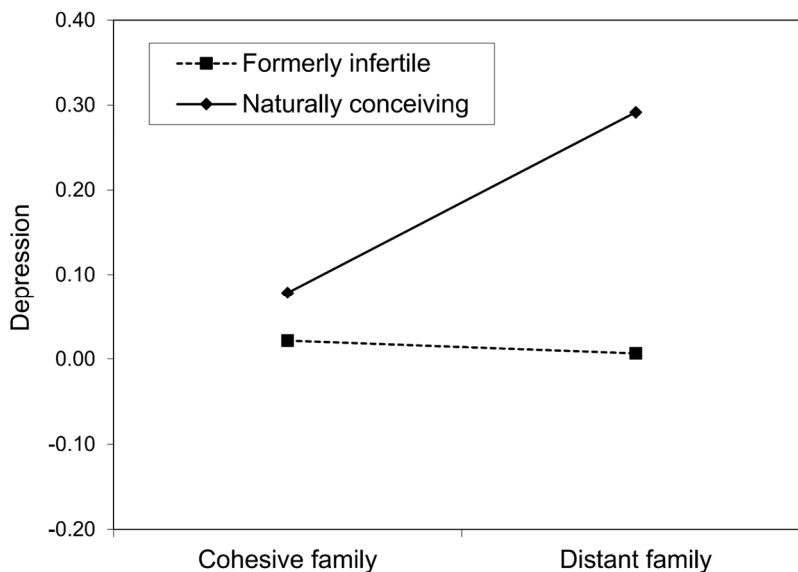 0.40
Formerly infertile
Naturally conceiving
0.30
0.20
0.10
0.00
-0.10
-0.20
Depression
Cohesive family
Distant family